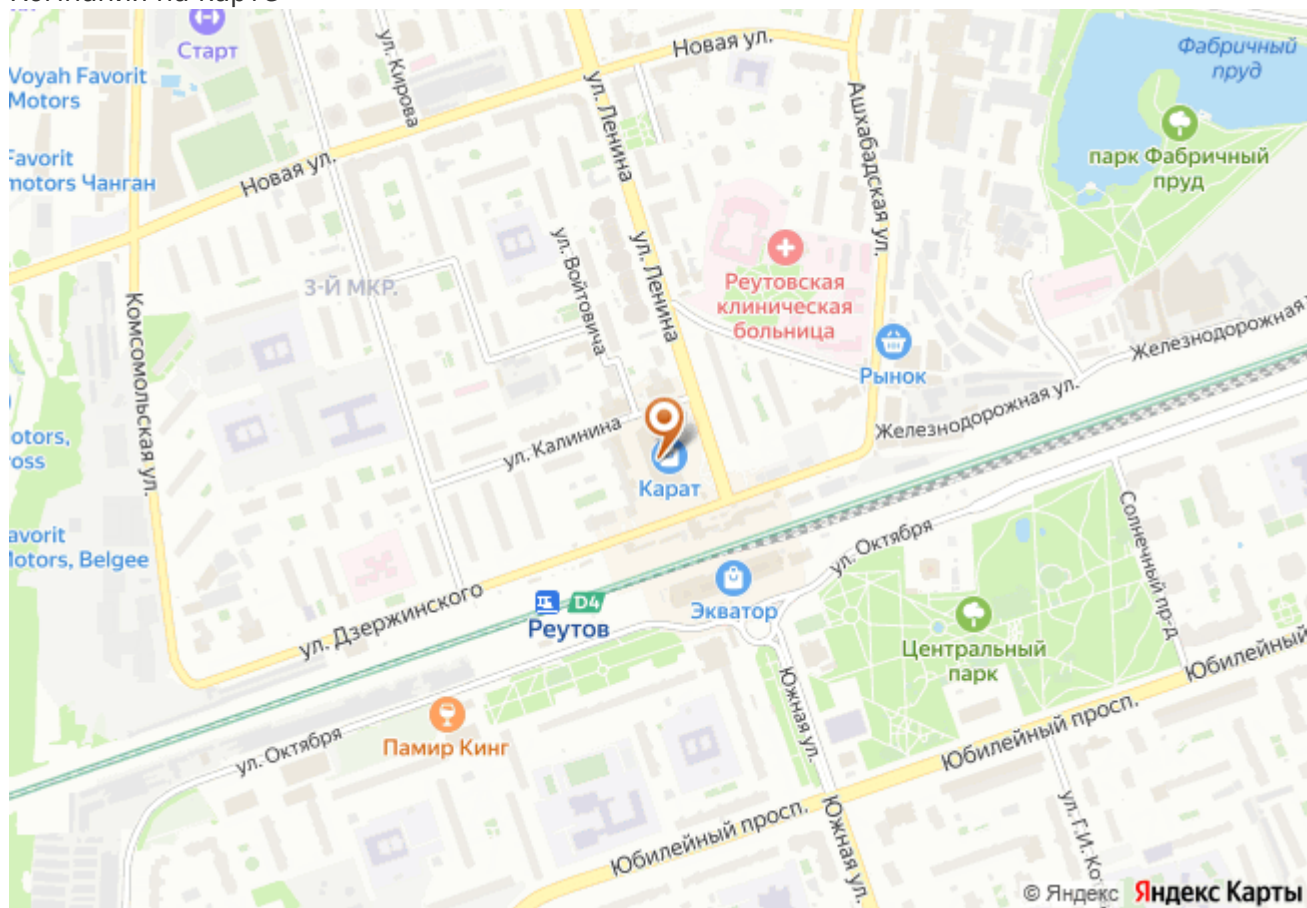 Старт
Новая ул.
Фабричный
пруд
Voyah Favorit
Motors
ул. Кирова
ул. Ленина
Ашхабадская ул.
парк Фабричный
пруд
Favorit
motors Чанган
Новая ул.
ул. Войтовича
ул. Ленина
Реутовская
клиническая
больница
3-Й МКР.
Комсомольская ул.
Рынок
Железнодорожная
Железнодорожная ул.
otors,
oss
ул. Калинина
Карат
avorit
Motors, Belgee
ул. Октября
Солнечный пр-д
D4
Реутов
Экватор
ул. Дзержинского
Центральный
парк
Юбилейный
Южная ул.
Памир Кинг
ул. Октября
Юбилейный просп.
Юбилейный просп.
Южная ул.
ул. Г.И. Ко
© Яндекс Яндекс Карты